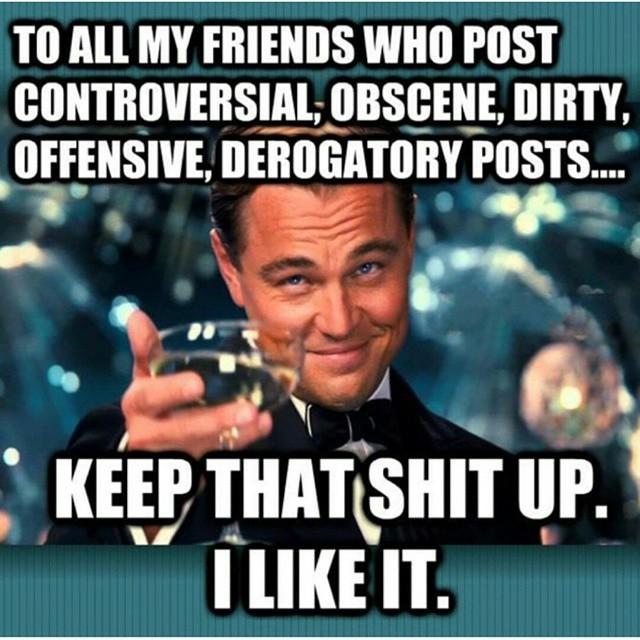 TO ALL MY FRIENDS WHO POST
CONTROVERSIAL, OBSCENE, DIRTY,
OFFENSIVE, DEROGATORY POSTS....
KEEP THAT SHIT UP.
I LIKE IT.